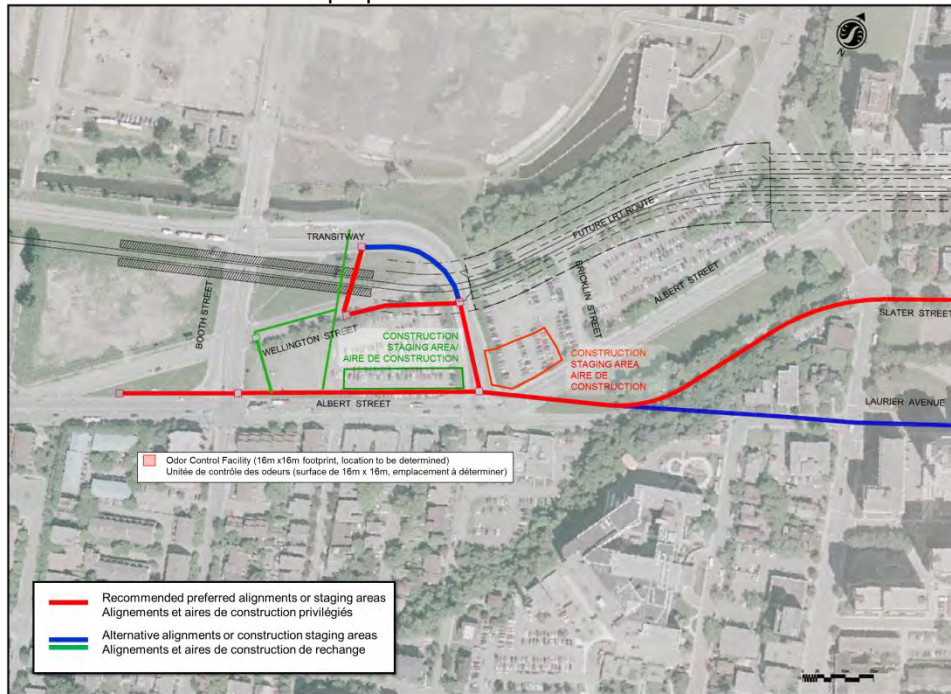 N
TRANSITWAY
FUTURE LRT ROUTE
BOOTH STREET
BRICKLIN STREET
ALBERT STREET
SLATER STREET
WELLINGTON STREET
CONSTRUCTION
STAGING AREA/
AIRE DE CONSTRUCTION
CONSTRUCTION
STAGING AREA
AIRE DE
CONSTRUCTION
ALBERT STREET
LAURIER AVENUE
Odor Control Facility (16m x16m footprint, location to be determined)
Unitée de contrôle des odeurs (surface de 16m x 16m, emplacement à déterminer)
Recommended preferred alignments or staging areas
Alignements et aires de construction privilégiés
Alternative alignments or construction staging areas
Alignements et aires de construction de rechange